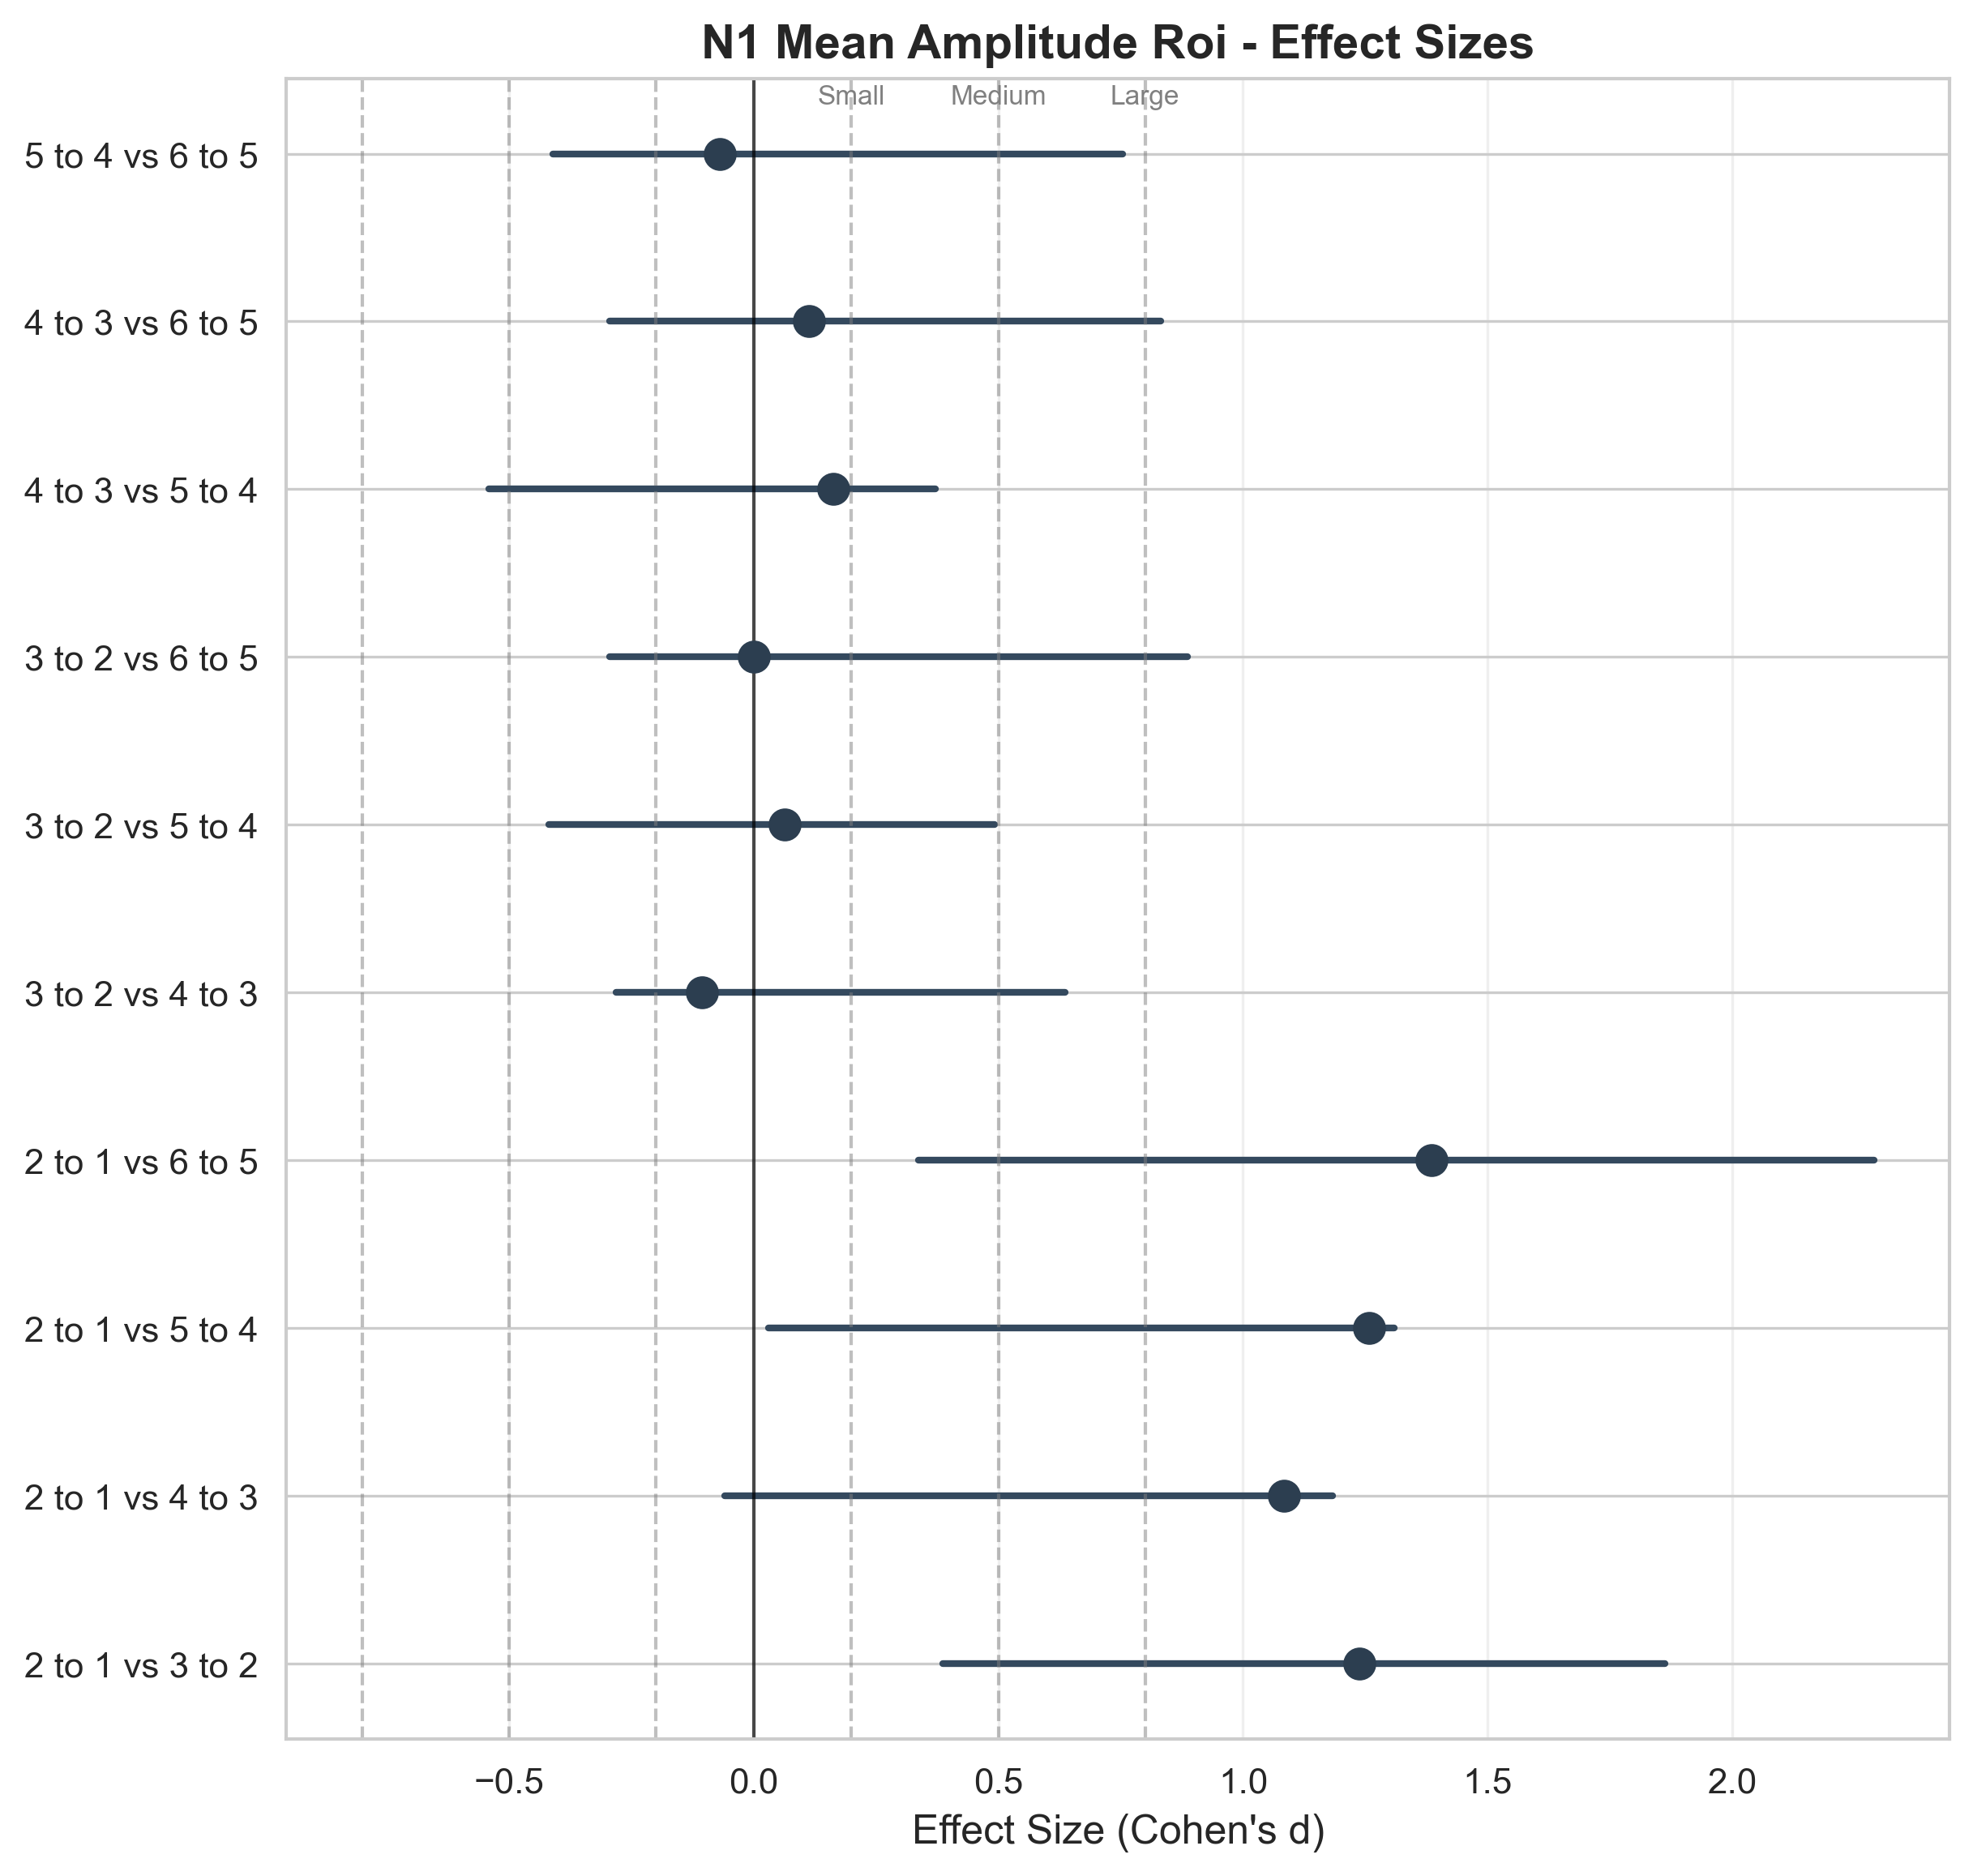 N1 Mean Amplitude Roi - Effect Sizes
Small Medium Large
5 to 4 vs 6 to 5
4 to 3 vs 6 to 5
4 to 3 vs 5 to 4
3 to 2 vs 6 to 5
3 to 2 vs 5 to 4
3 to 2 vs 4 to 3
2 to 1 vs 6 to 5
2 to 1 vs 5 to 4
2 to 1 vs 4 to 3
2 to 1 vs 3 to 2
−0.5 0.0 0.5 1.0 1.5 2.0
Effect Size (Cohen's d)